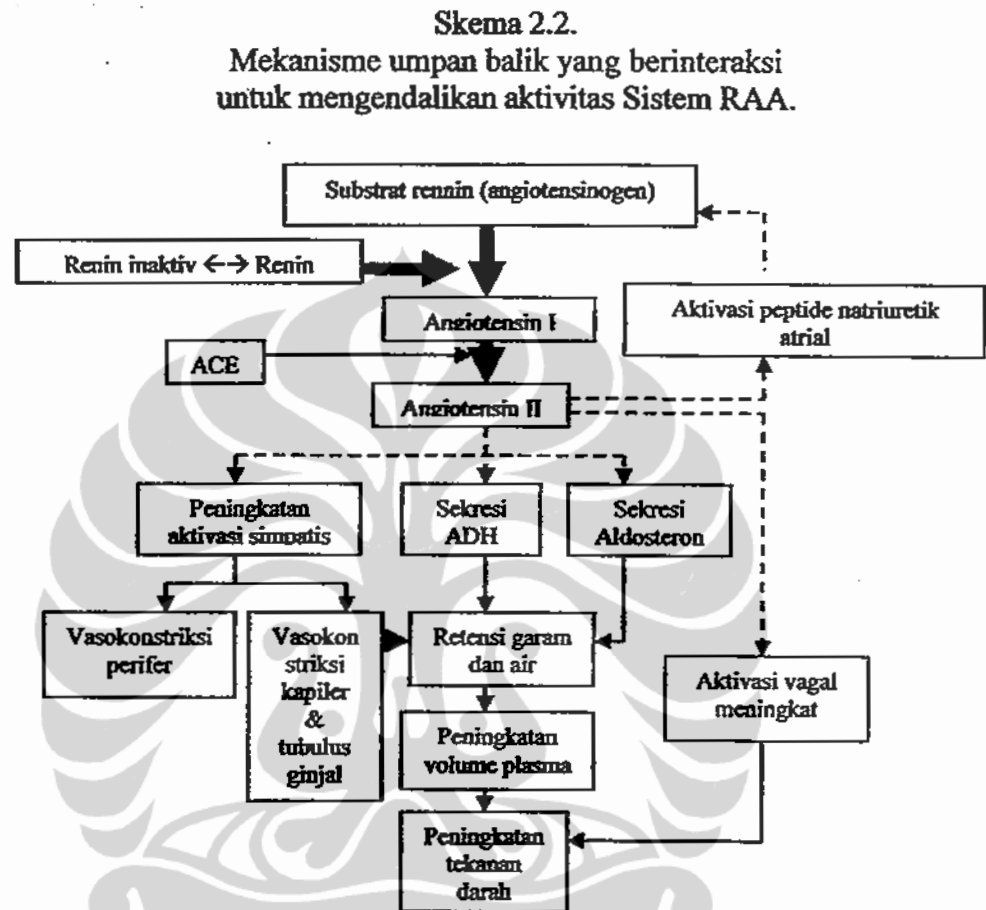 Skema 2.2.
Mekanisme umpan balik yang berinteraksi
untuk mengendalikan aktivitas Sistem RAA.
Substrat rennin (angiotensinogen)
Renin inaktiv ←→ Renin
Angiotensin I
Aktivasi peptide natriuretik
atrial
ACE
Angiotensin II
Peningkatan
aktivasi simpatis
Sekresi
ADH
Sekresi
Aldosteron
Vasokonstriksi
perifer
Vasokon
striksi
kapiler
&
tubulus
ginjal
Retensi garam
dan air
Aktivasi vagal
meningkat
Peningkatan
volume plasma
Peningkatan
tekanan
darah